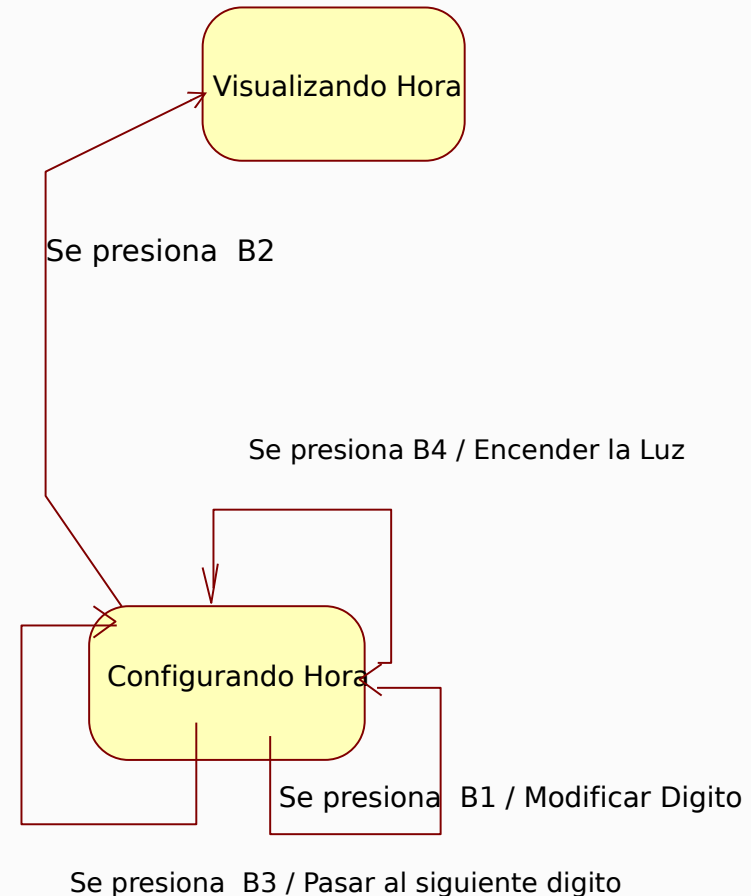 Visualizando Hora
Se presiona  B2
Se presiona B4 / Encender la Luz
Configurando Hora
Se presiona  B1 / Modificar Digito
Se presiona  B3 / Pasar al siguiente digito